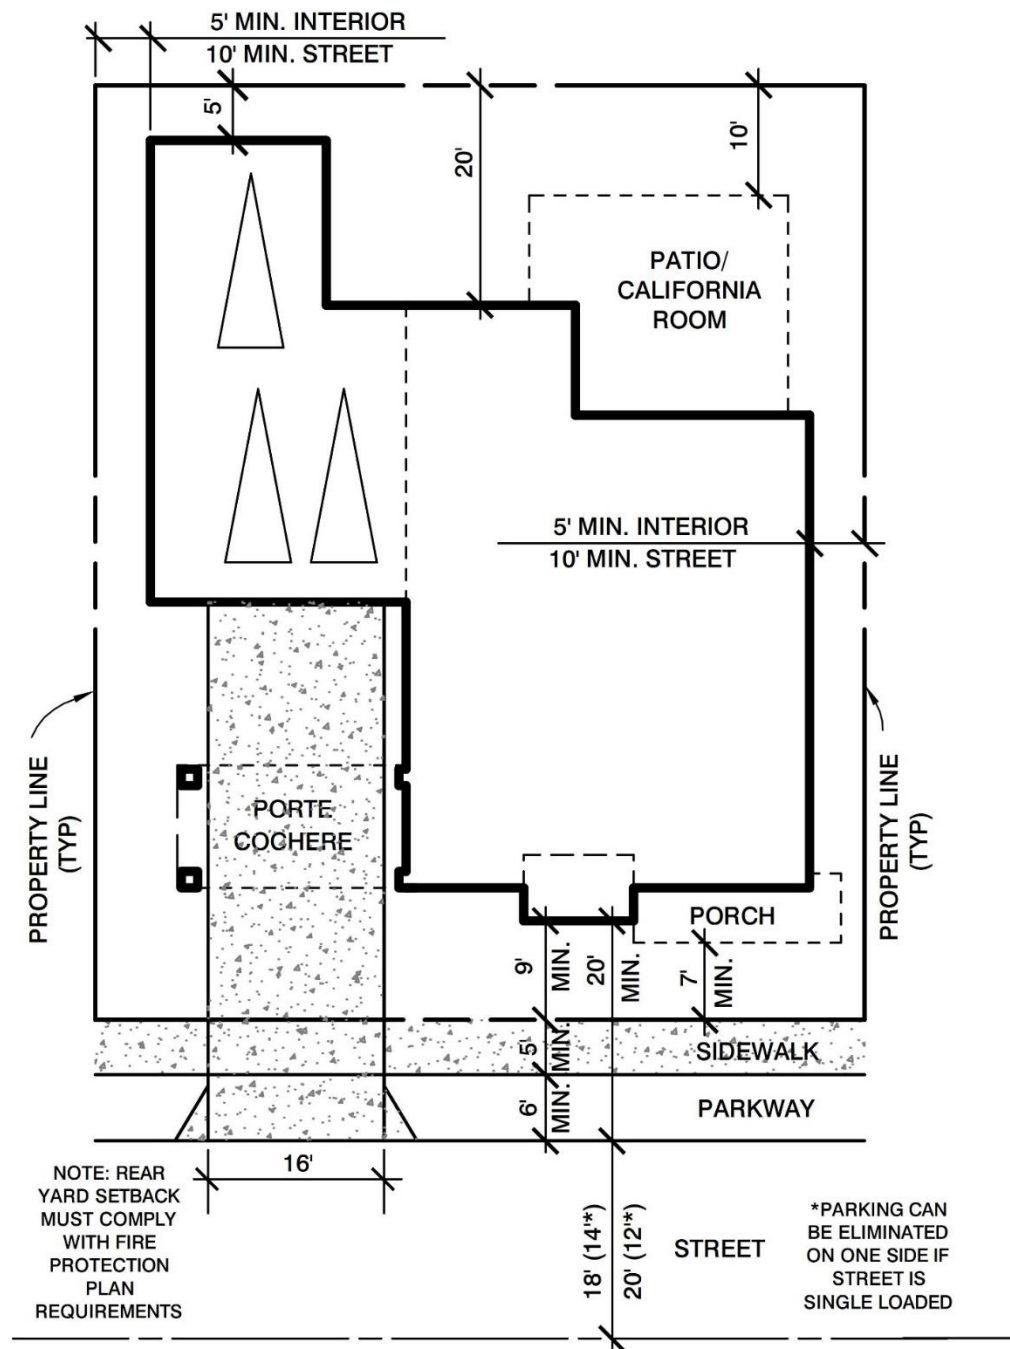 5' MIN. INTERIOR
10' MIN. STREET
5'
20'
10'
PATIO/
CALIFORNIA
ROOM
5' MIN. INTERIOR
10' MIN. STREET
PROPERTY LINE
(TYP)
PROPERTY LINE
(TYP)
PORTE
COCHERE
PORCH
9'
MIN.
20'
MIN.
7'
MIN.
5'
MIN.
SIDEWALK
6'
MIN.
PARKWAY
16'
NOTE: REAR
YARD SETBACK
MUST COMPLY
WITH FIRE
PROTECTION
PLAN
REQUIREMENTS
18' (14'*)
20' (12'*)
STREET
*PARKING CAN
BE ELIMINATED
ON ONE SIDE IF
STREET IS
SINGLE LOADED